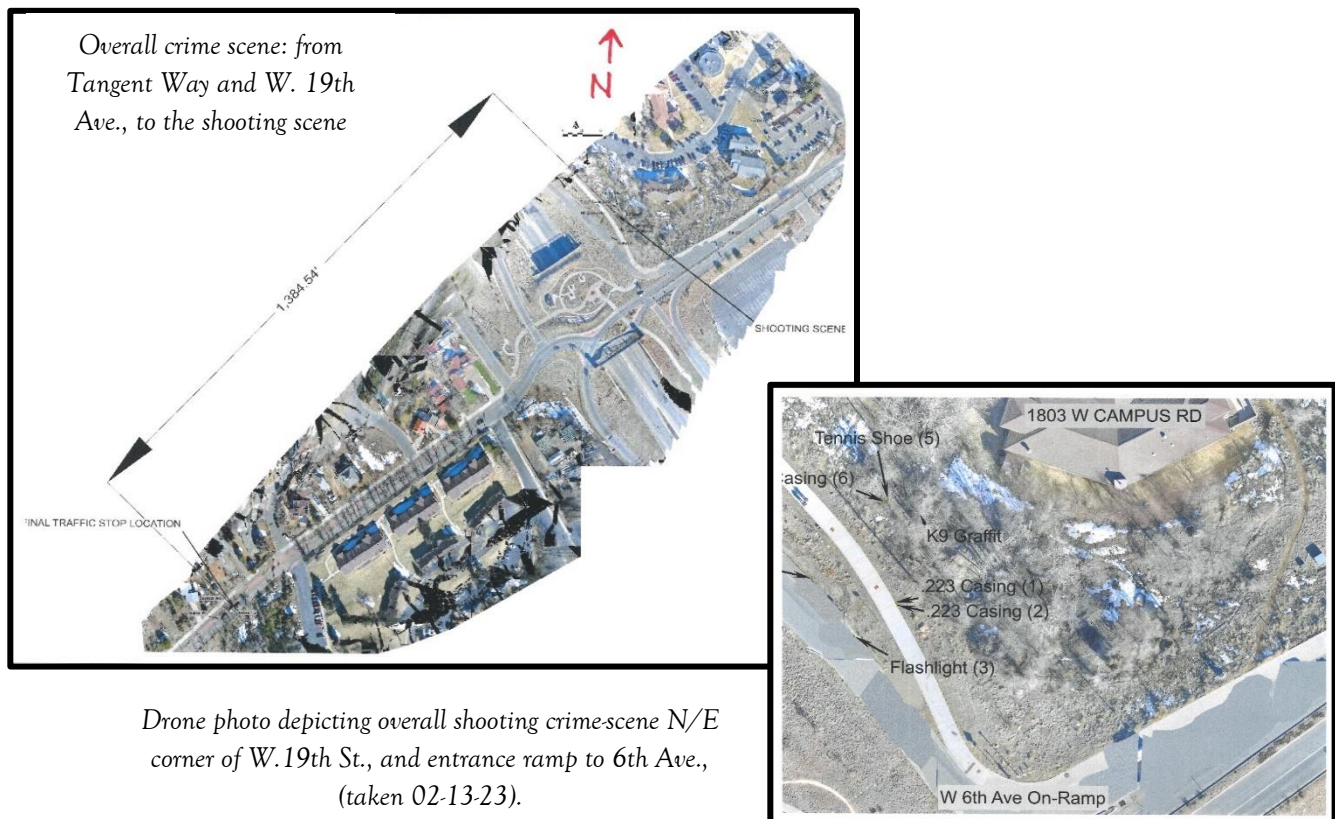 Overall crime scene: from
Tangent Way and W. 19th
Ave., to the shooting scene
N
1,384.54'
SHOOTING SCENE
INAL TRAFFIC STOP LOCATION
1803 W CAMPUS RD
Tennis Shoe (5)
asing (6)
K9 Graffit
.223 Casing (1)
.223 Casing (2)
Flashlight (3)
W 6th Ave On-Ramp
Drone photo depicting overall shooting crime-scene N/E
corner of W.19th St., and entrance ramp to 6th Ave.,
(taken 02-13-23).